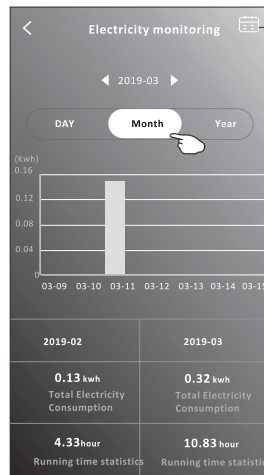 Electricity monitoring
2019-03
DAY Month Year
(Kwh)
0.16
0.12
0.08
0.04
0
03-09 03-10 03-11 03-12 03-13 03-14 03-15
2019-02 2019-03
0.13 kwh 0.32 kwh
Total Electricity Total Electricity
Consumption Consumption
4.33hour 10.83 hour
Running time statistics Running time statistic